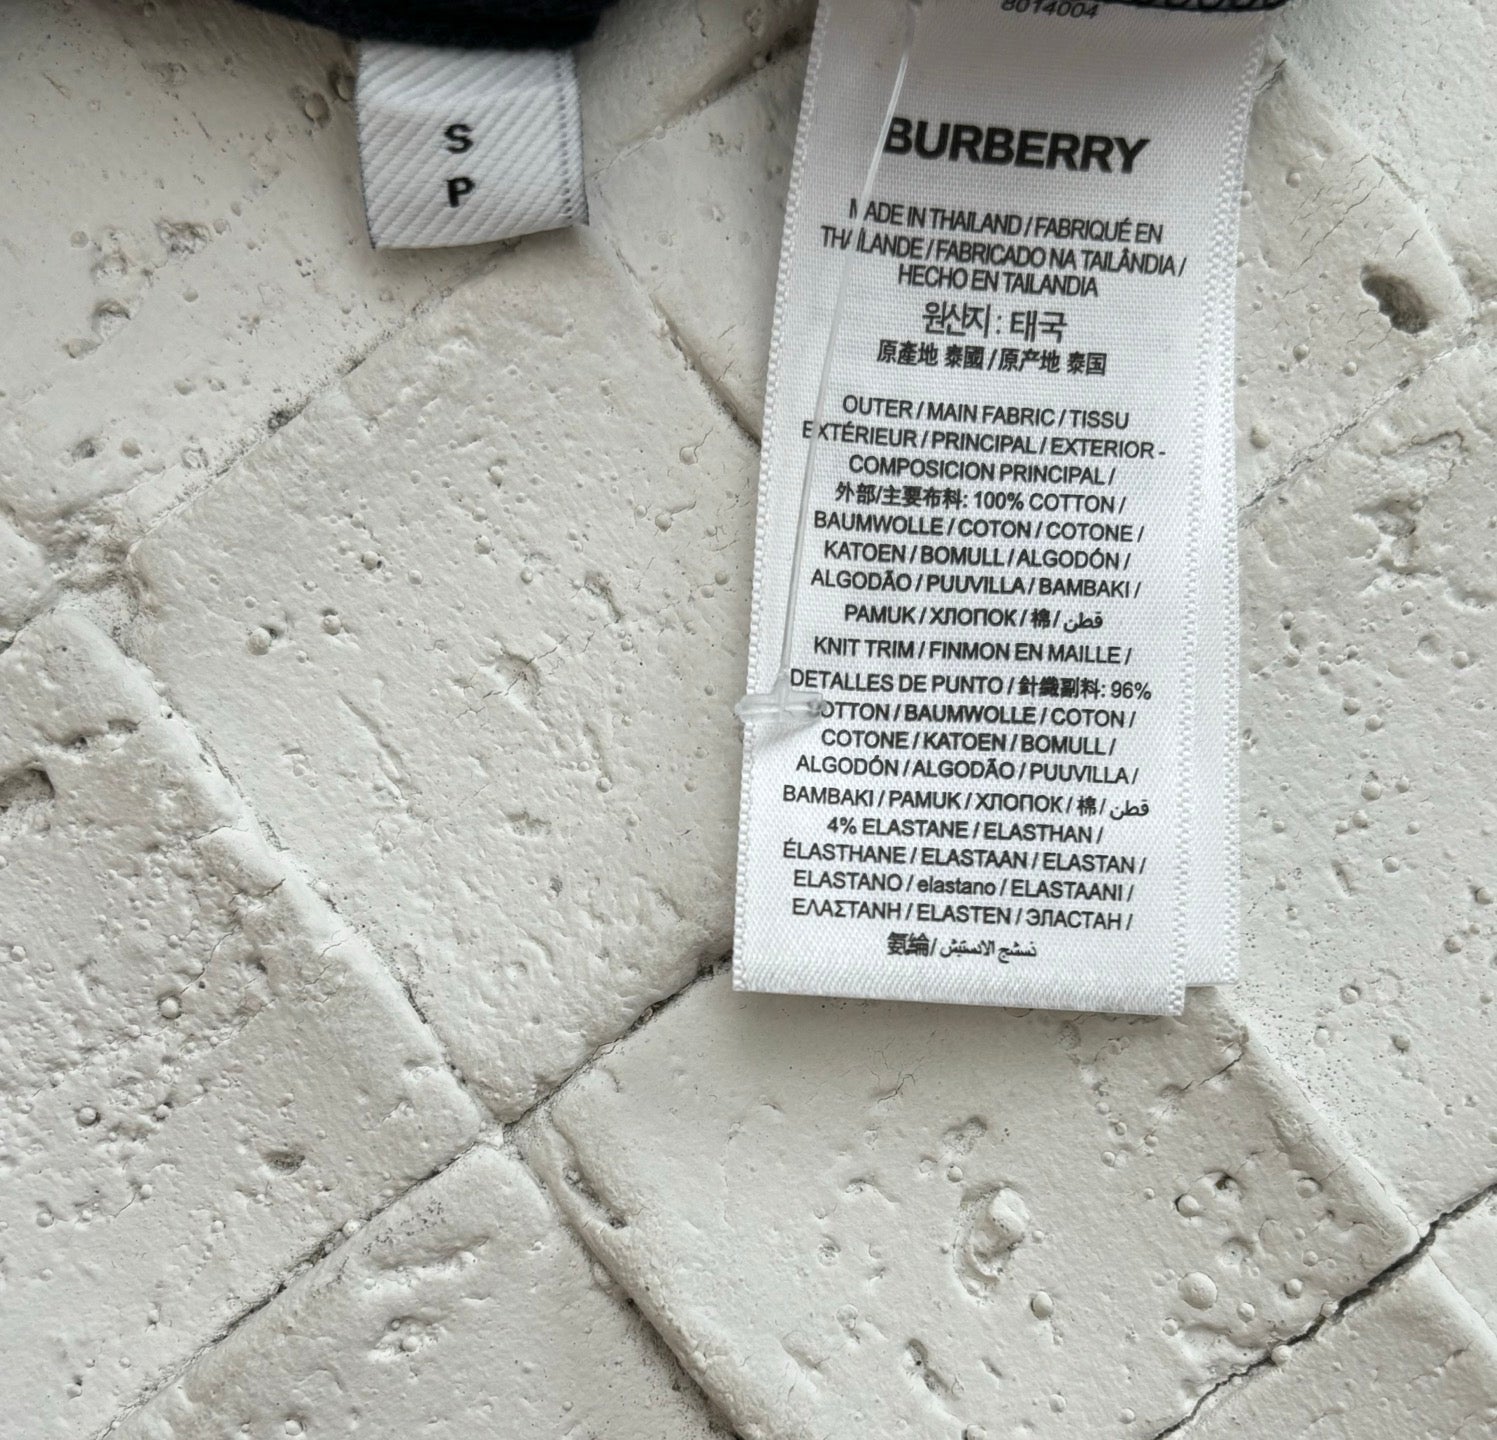 8014004
S
P
BURBERRY
MADE IN THAILAND / FABRIQUÉ EN
THAILANDE / FABRICADO NA TAILÂNDIA /
HECHO EN TAILANDIA
원산지 : 태국
原產地 泰國 / 原产地 泰国
OUTER / MAIN FABRIC / TISSU
EXTÉRIEUR / PRINCIPAL / EXTERIOR -
COMPOSICION PRINCIPAL /
外部/主要布料: 100% COTTON /
BAUMWOLLE / COTON / COTONE /
KATOEN / BOMULL / ALGODÓN /
ALGODÃO / PUUVILLA / BAMBAKI /
PAMUK / ХЛОПОК / 棉 / قطن
KNIT TRIM / FINMON EN MAILLE /
DETALLES DE PUNTO / 針織副料: 96%
COTTON / BAUMWOLLE / COTON /
COTONE / KATOEN / BOMULL /
ALGODÓN / ALGODÃO / PUUVILLA /
BAMBAKI / PAMUK / ХЛОПОК / 棉 / قطن
4% ELASTANE / ELASTHAN /
ÉLASTHANE / ELASTAAN / ELASTAN /
ELASTANO / elastano / ELASTAANI /
ΕΛΑΣΤΑΝΗ / ELASTEN / ЭЛАСТАН /
氨纶 / نسيج الاستيش